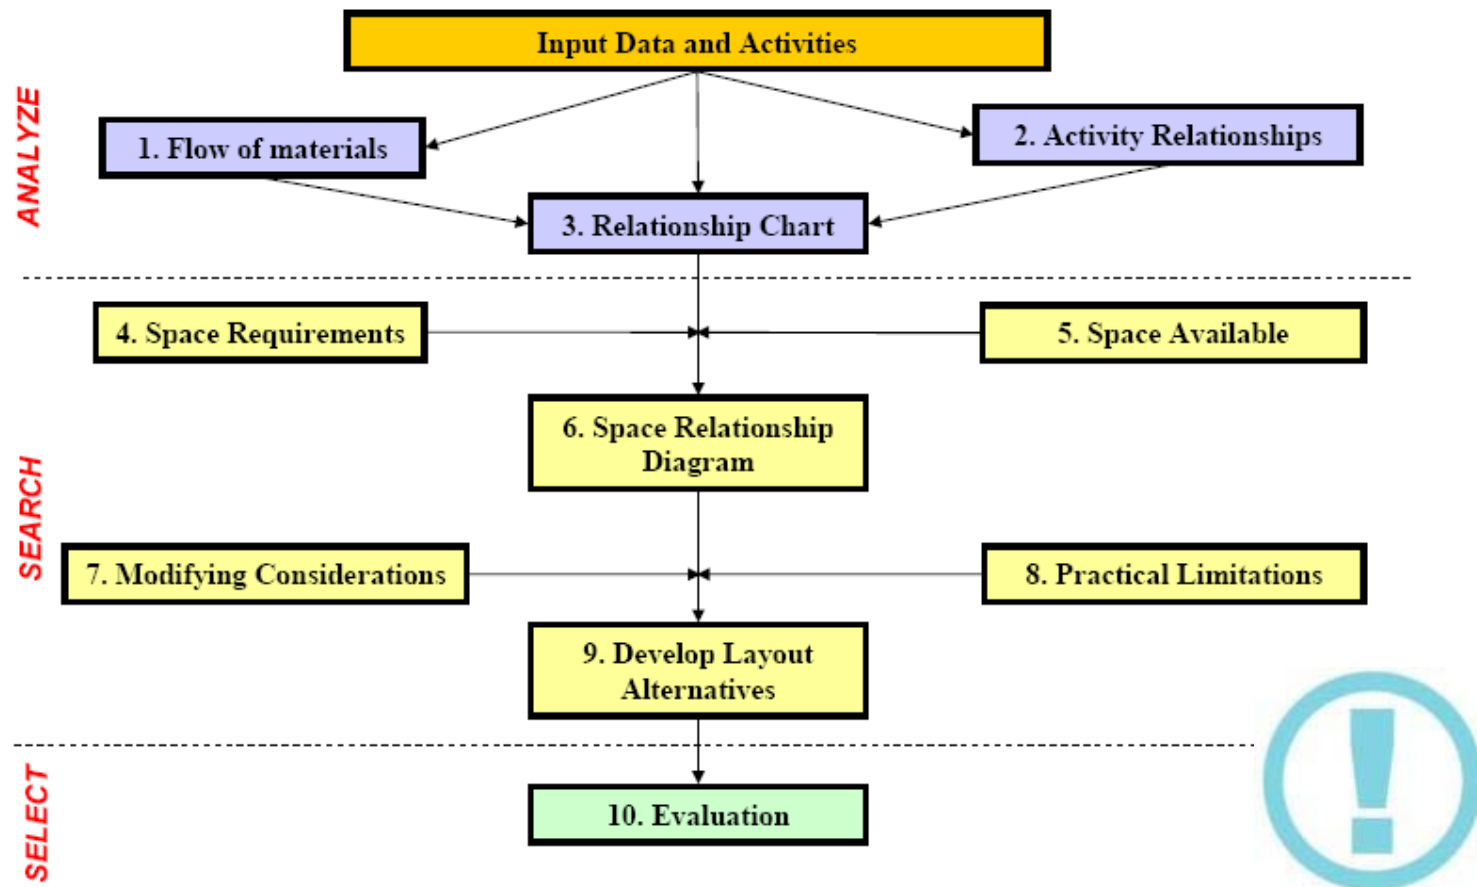 Input Data and Activities
ANALYZE
1. Flow of materials
2. Activity Relationships
3. Relationship Chart
4. Space Requirements
5. Space Available
6. Space Relationship
Diagram
SEARCH
7. Modifying Considerations
8. Practical Limitations
9. Develop Layout
Alternatives
SELECT
10. Evaluation
!